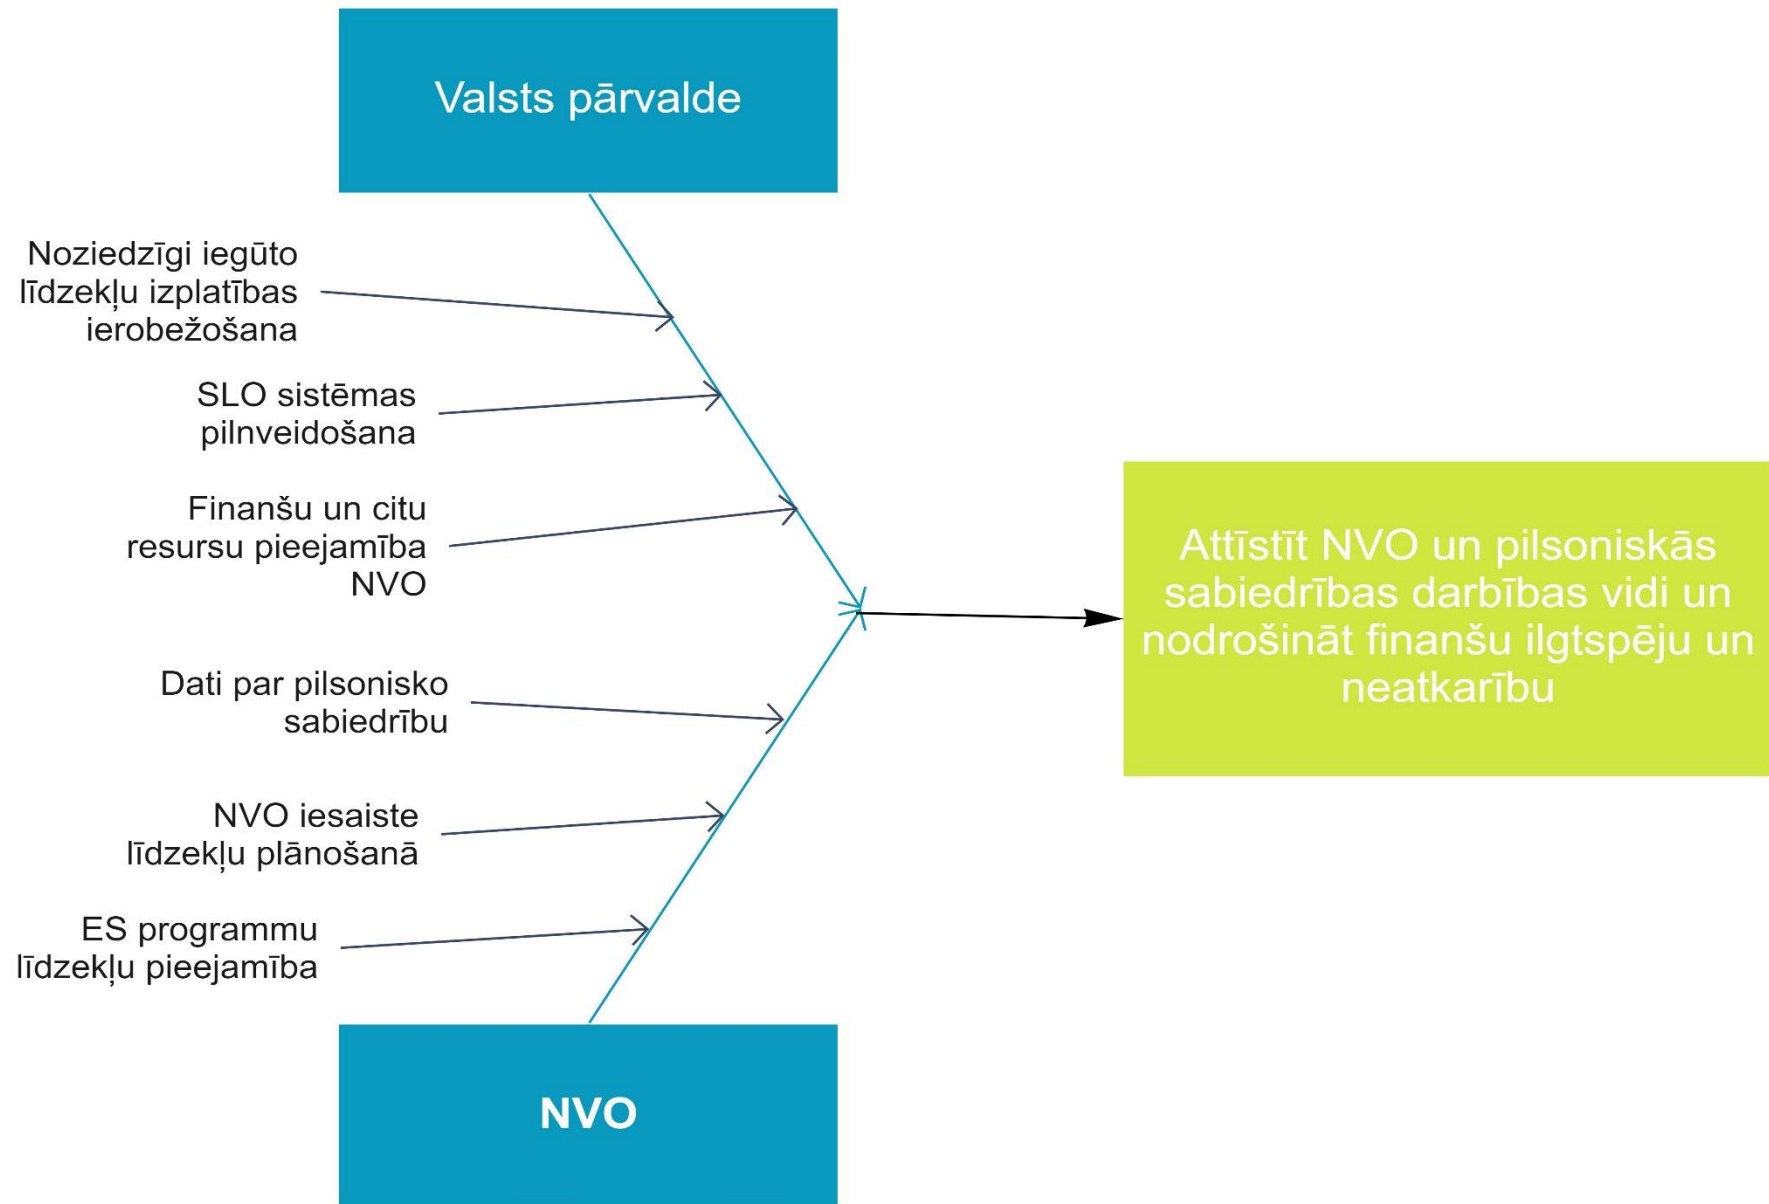 Valsts pārvalde
Noziedzīgi iegūto
līdzekļu izplatības
ierobežošana
SLO sistēmas
pilnveidošana
Finanšu un citu
resursu pieejamība
NVO
Attīstīt NVO un pilsoniskās
sabiedrības darbības vidi un
nodrošināt finanšu ilgtspēju un
neatkarību
Dati par pilsonisko
sabiedrību
NVO iesaiste
līdzekļu plānošanā
ES programmu
līdzekļu pieejamība
NVO